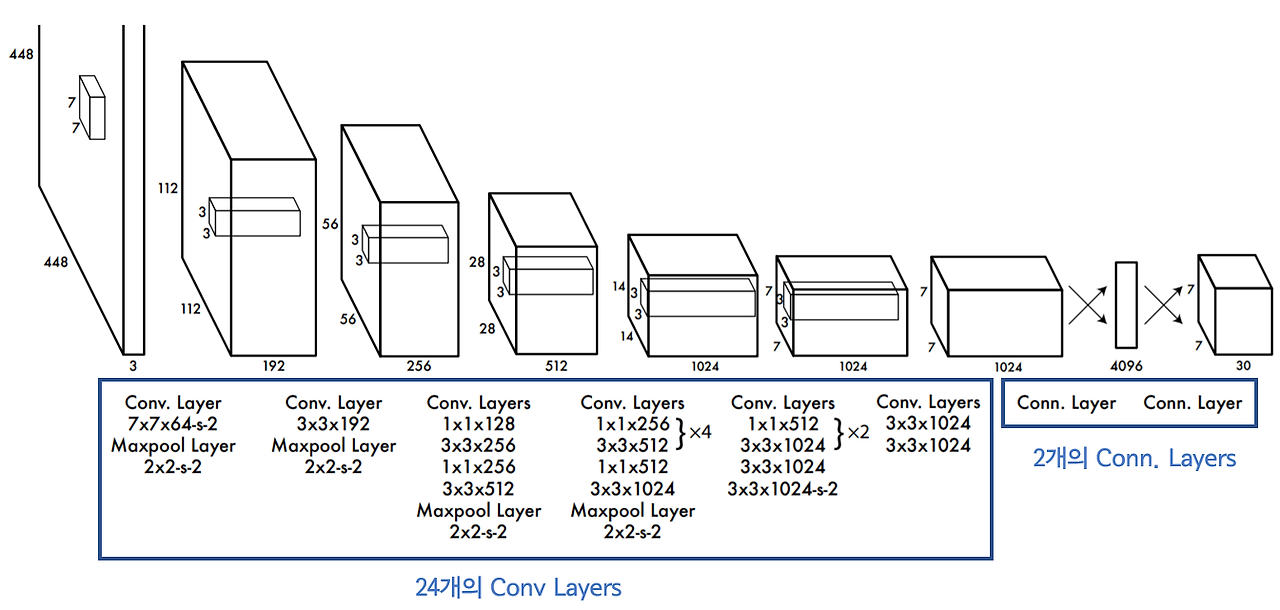 448
7
7
448
3
112
3
3
112
192
56
3
3
56
256
28
3
3
28
512
14
3
3
14
1024
7
3
3
7
1024
7
7
1024
4096
7
7
30
Conv. Layer
7x7x64-s-2
Maxpool Layer
2x2-s-2
Conv. Layer
3x3x192
Maxpool Layer
2x2-s-2
Conv. Layers
1x1x128
3x3x256
1x1x256
3x3x512
Maxpool Layer
2x2-s-2
Conv. Layers
1x1x256
3x3x512
}×4
1x1x512
3x3x1024
Maxpool Layer
2x2-s-2
Conv. Layers
1x1x512
3x3x1024
}×2
3x3x1024
3x3x1024-s-2
Conv. Layers
3x3x1024
3x3x1024
Conn. Layer
Conn. Layer
2개의 Conn. Layers
24개의 Conv Layers